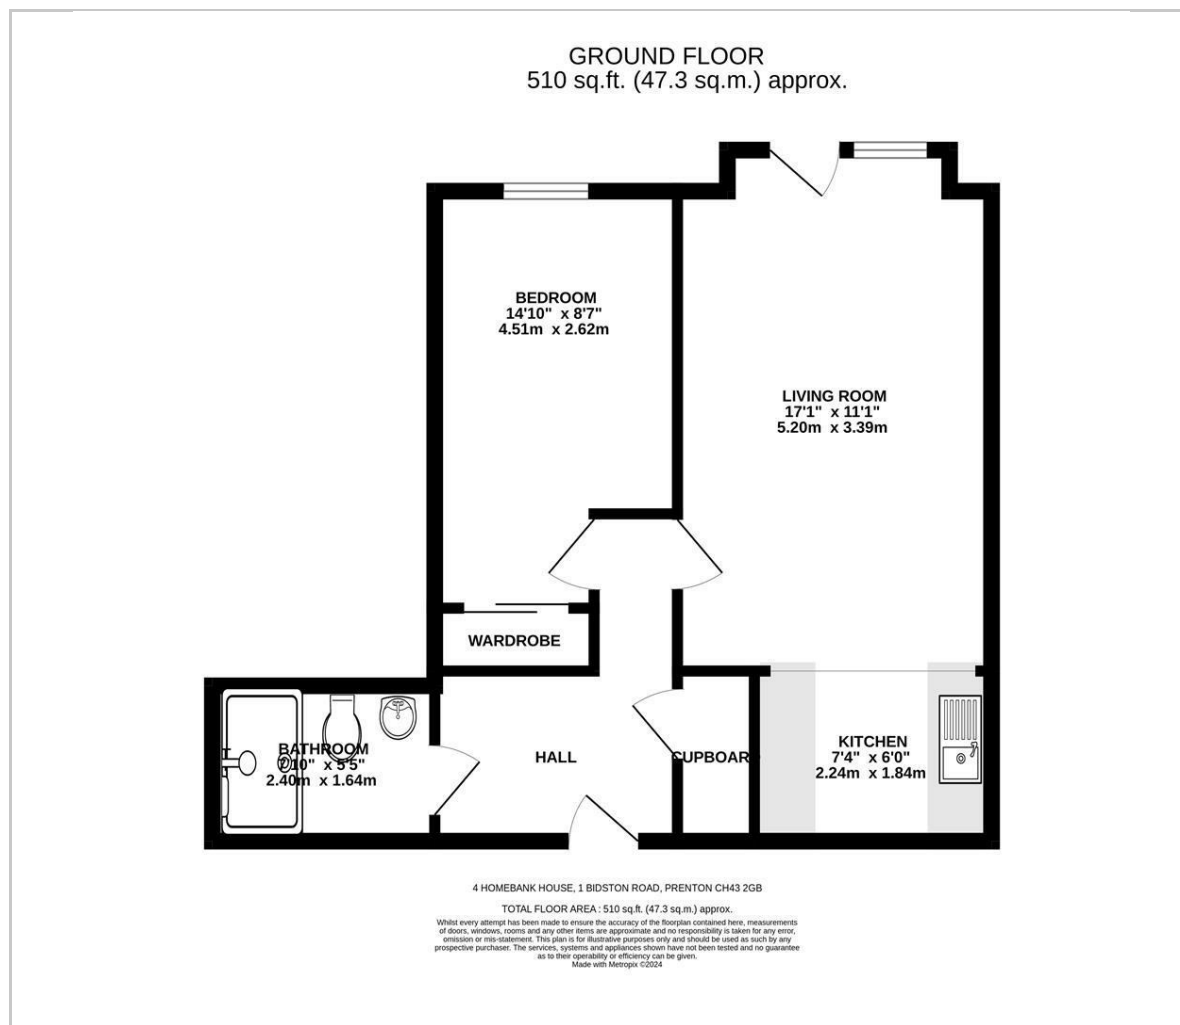 GROUND FLOOR
510 sq.ft. (47.3 sq.m.) approx.
BEDROOM
14'10" x 8'7"
4.51m x 2.62m
LIVING ROOM
17'1" x 11'1"
5.20m x 3.39m
WARDROBE
BATHROOM
7'10" x 5'5"
2.40m x 1.64m
HALL
CUPBOARD
KITCHEN
7'4" x 6'0"
2.24m x 1.84m
4 HOMEBANK HOUSE, 1 BIDSTON ROAD, PRENTON CH43 2GB
TOTAL FLOOR AREA : 510 sq.ft. (47.3 sq.m.) approx.
Whilst every attempt has been made to ensure the accuracy of the floorplan contained here, measurements
of doors, windows, rooms and any other items are approximate and no responsibility is taken for any error,
omission or mis-statement. This plan is for illustrative purposes only and should be used as such by any
prospective purchaser. The services, systems and appliances shown have not been tested and no guarantee
as to their operability or efficiency can be given.
Made with Metropix ©2024